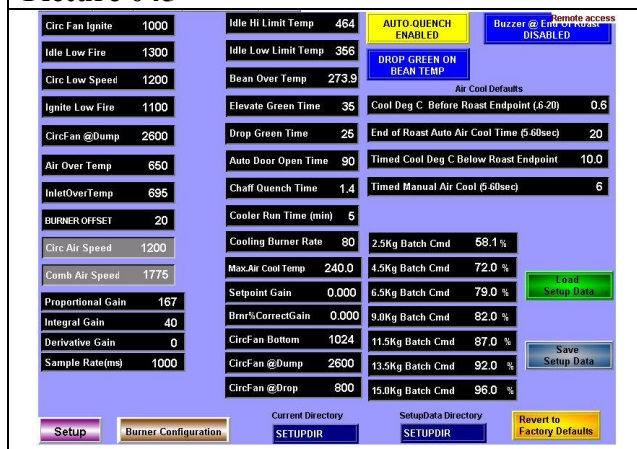 Circ Fan Ignite 1000
Idle Low Fire 1300
Circ Low Speed 1200
Ignite Low Fire 1100
CircFan @Dump 2600
Air Over Temp 650
InletOverTemp 695
BURNER OFFSET 20
Circ Air Speed 1200
Comb Air Speed 1775
Proportional Gain 167
Integral Gain 40
Derivative Gain 0
Sample Rate(ms) 1000
Idle Hi Limit Temp 464
Idle Low Limit Temp 356
Bean Over Temp 273.9
Elevate Green Time 35
Drop Green Time 25
Auto Door Open Time 90
Chaff Quench Time 1.4
Cooler Run Time (min) 5
Cooling Burner Rate 80
Max.Air Cool Temp 240.0
Setpoint Gain 0.000
Brnr%CorrectGain 0.000
CircFan Bottom 1024
CircFan @Dump 2600
CircFan @Drop 800
AUTO-QUENCH
ENABLED
Remote access
Buzzer @ End Of Roast
DISABLED
DROP GREEN ON
BEAN TEMP
Air Cool Defaults
Cool Deg C Before Roast Endpoint (.6-20) 0.6
End of Roast Auto Air Cool Time (5-60sec) 20
Timed Cool Deg C Below Roast Endpoint 10.0
Timed Manual Air Cool (5-60sec) 6
2.5Kg Batch Cmd 58.1 %
4.5Kg Batch Cmd 72.0 %
6.5Kg Batch Cmd 79.0 %
9.0Kg Batch Cmd 82.0 %
11.5Kg Batch Cmd 87.0 %
13.5Kg Batch Cmd 92.0 %
15.0Kg Batch Cmd 96.0 %
Load
Setup Data
Save
Setup Data
Setup
Burner Configuration
Current Directory
SETUPDIR
SetupData Directory
SETUPDIR
Revert to
Factory Defaults